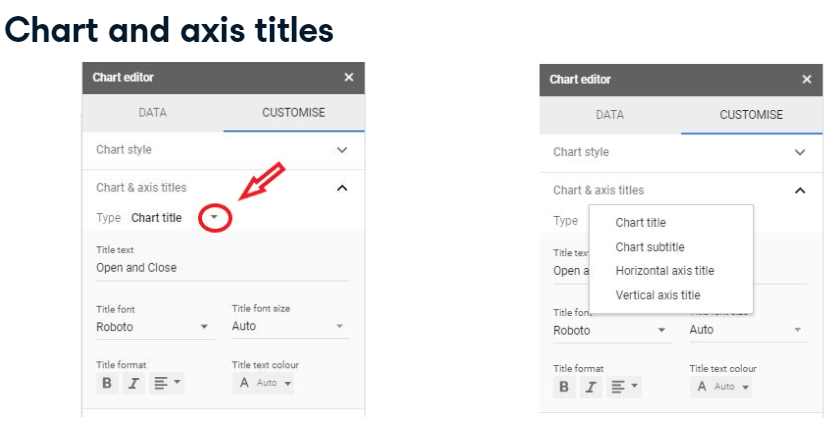 Chart and axis titles
Chart editor ×
DATA CUSTOMISE
Chart style
Chart & axis titles
Type Chart title
Title text
Open and Close
Title font Title font size
Roboto Auto
Title format Title text colour
B I A Auto
Chart editor ×
DATA CUSTOMISE
Chart style
Chart & axis titles
Type
Chart title
Chart subtitle
Horizontal axis title
Vertical axis title
Title
Open a
Title
Roboto Auto
Title format Title text colour
B I A Auto